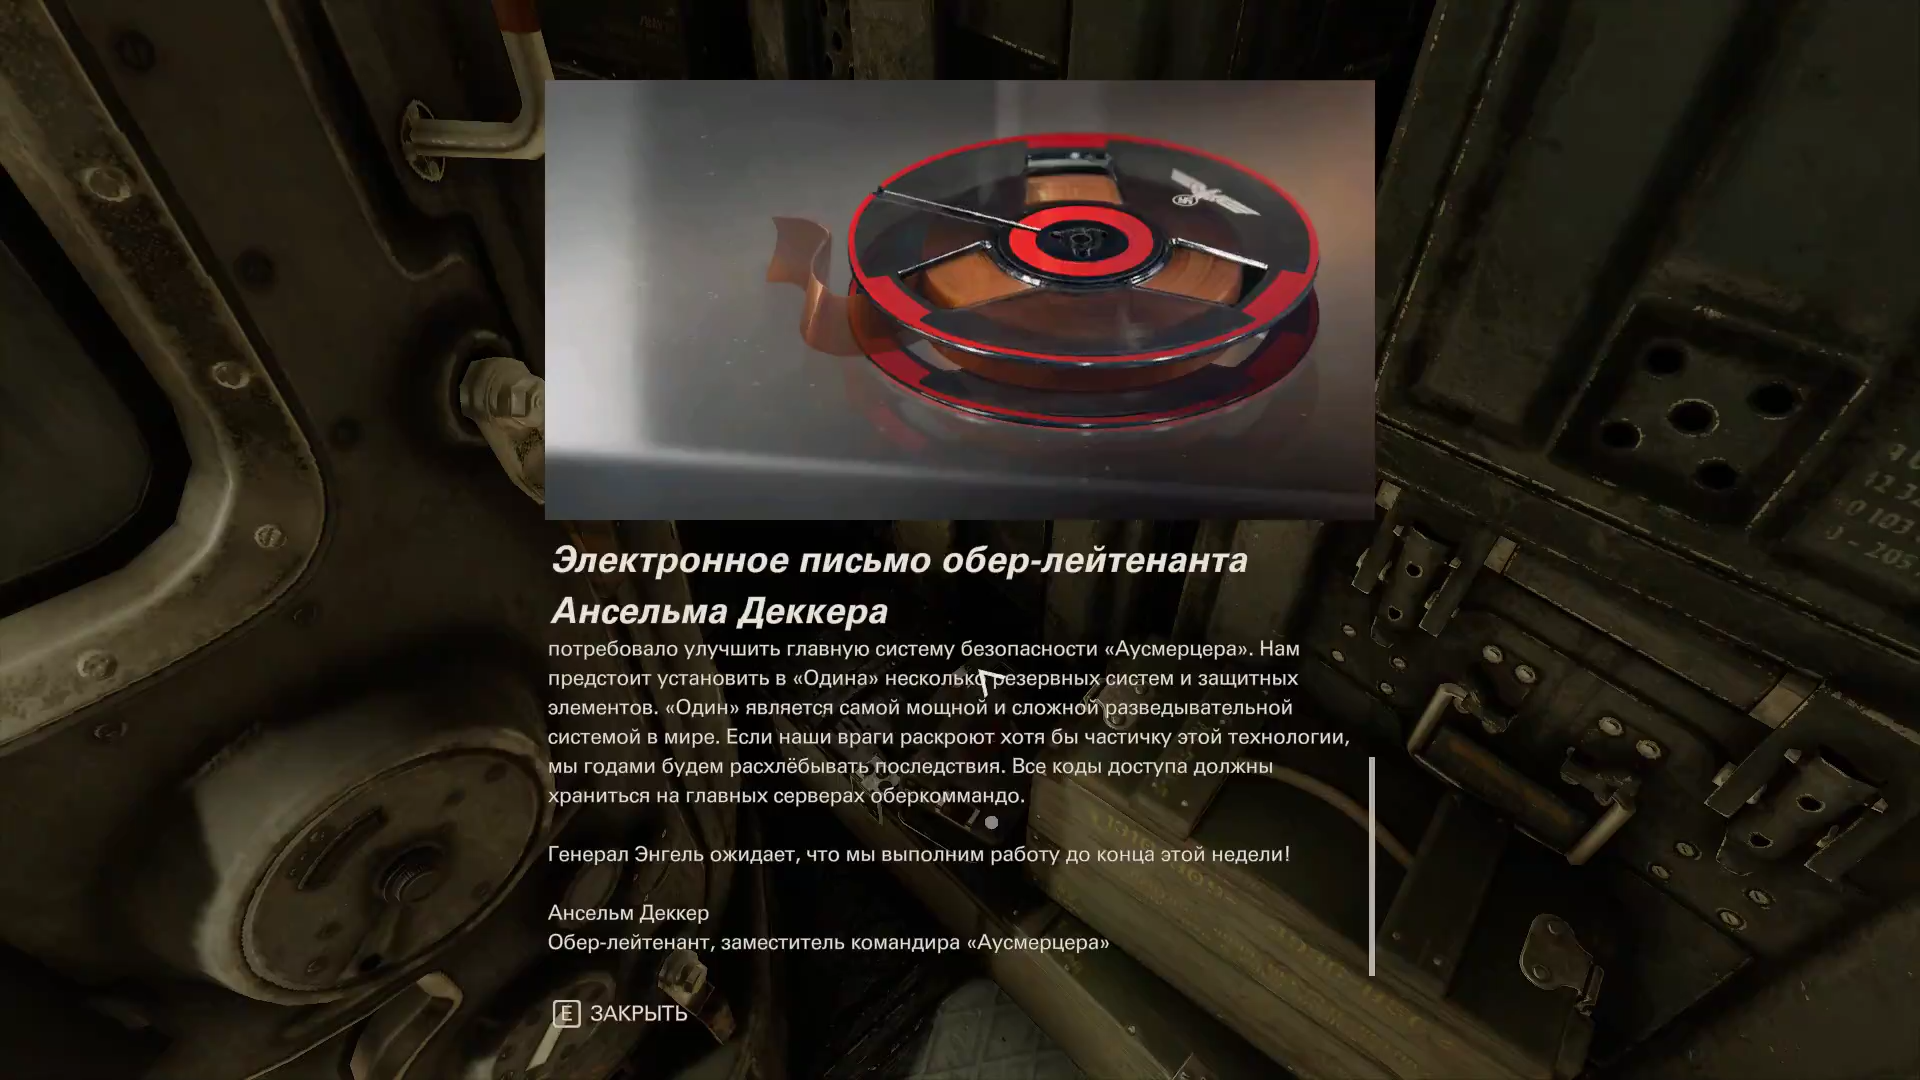 Электронное письмо обер-лейтенанта
Ансельма Деккера
потребовало улучшить главную систему безопасности «Аусмерцера». Нам
предстоит установить в «Одина» несколько резервных систем и защитных
элементов. «Один» является самой мощной и сложной разведывательной
системой в мире. Если наши враги раскроют хотя бы частичку этой технологии,
мы годами будем расхлёбывать последствия. Все коды доступа должны
храниться на главных серверах оберкоммандо.
Генерал Энгель ожидает, что мы выполним работу до конца этой недели!
Ансельм Деккер
Обер-лейтенант, заместитель командира «Аусмерцера»
E ЗАКРЫТЬ